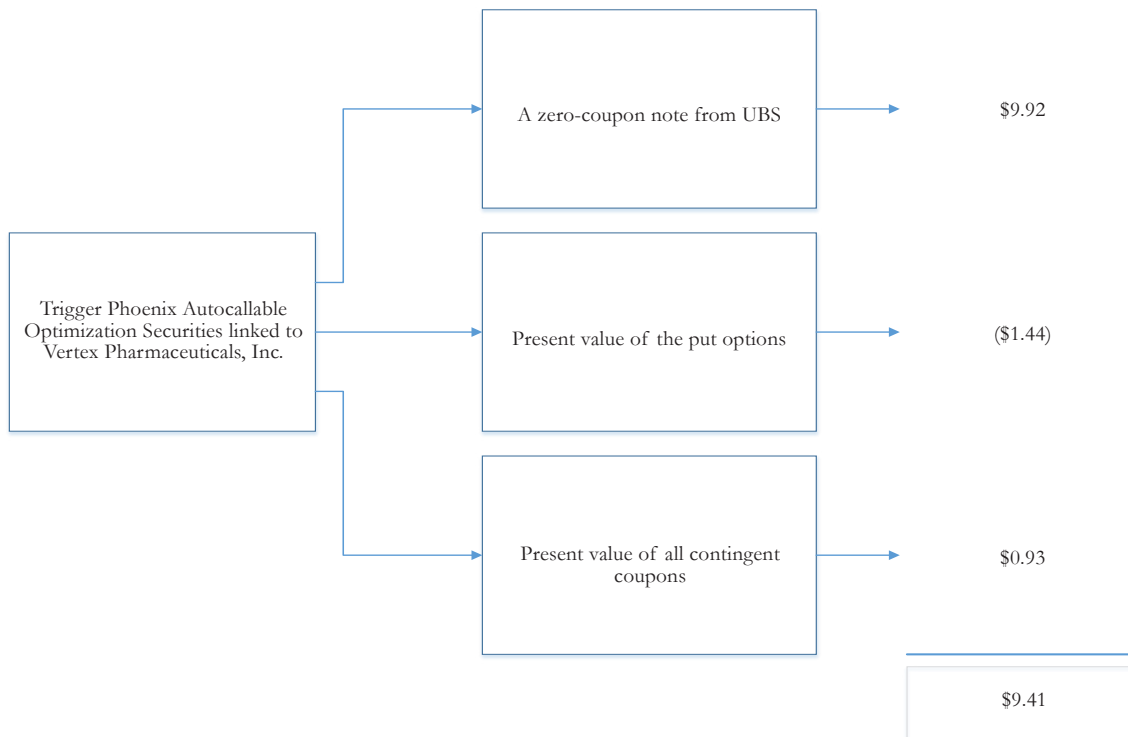 A zero-coupon note from UBS
$9.92
Trigger Phoenix Autocallable
Optimization Securities linked to
Vertex Pharmaceuticals, Inc.
Present value of the put options
($1.44)
Present value of all contingent
coupons
$0.93
$9.41